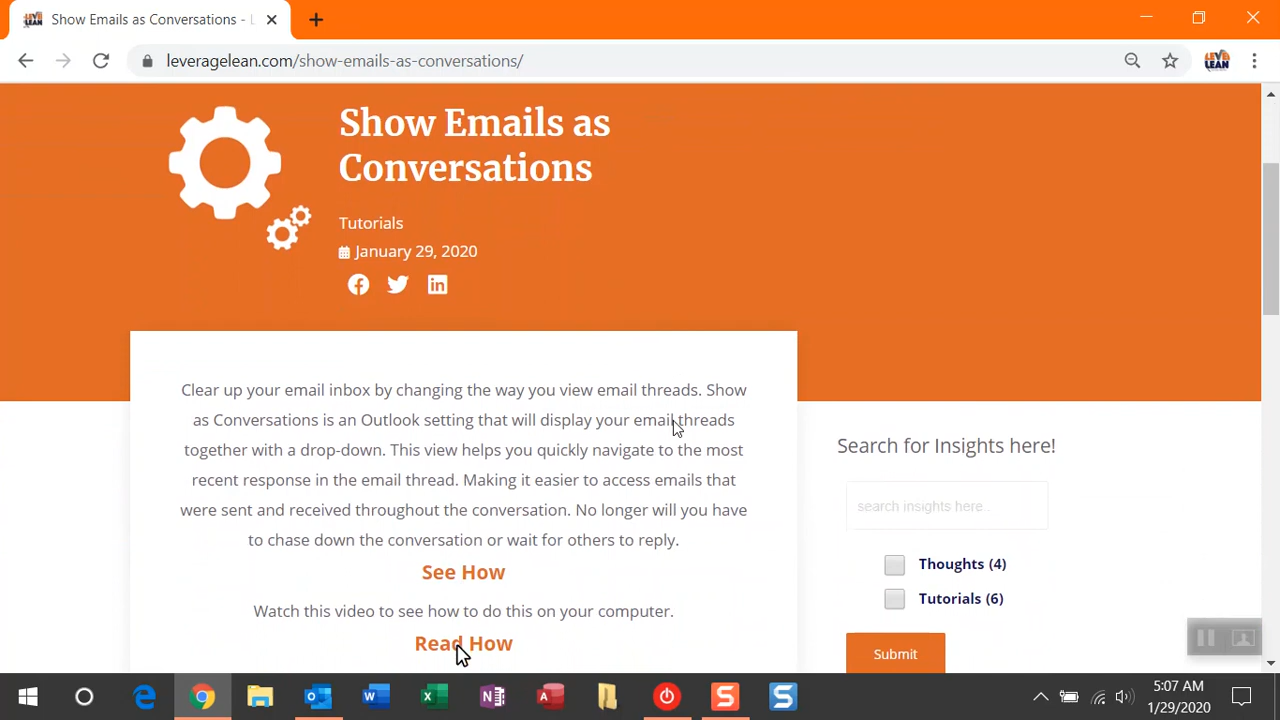 Show Emails as Conversations - L
leveragelean.com/show-emails-as-conversations/
LEVE
LEAN
Show Emails as
Conversations
Tutorials
January 29, 2020
Clear up your email inbox by changing the way you view email threads. Show
as Conversations is an Outlook setting that will display your email threads
together with a drop-down. This view helps you quickly navigate to the most
recent response in the email thread. Making it easier to access emails that
were sent and received throughout the conversation. No longer will you have
to chase down the conversation or wait for others to reply.
See How
Watch this video to see how to do this on your computer.
Read How
Search for Insights here!
search insights here..
Thoughts (4)
Tutorials (6)
Submit
5:07 AM
1/29/2020